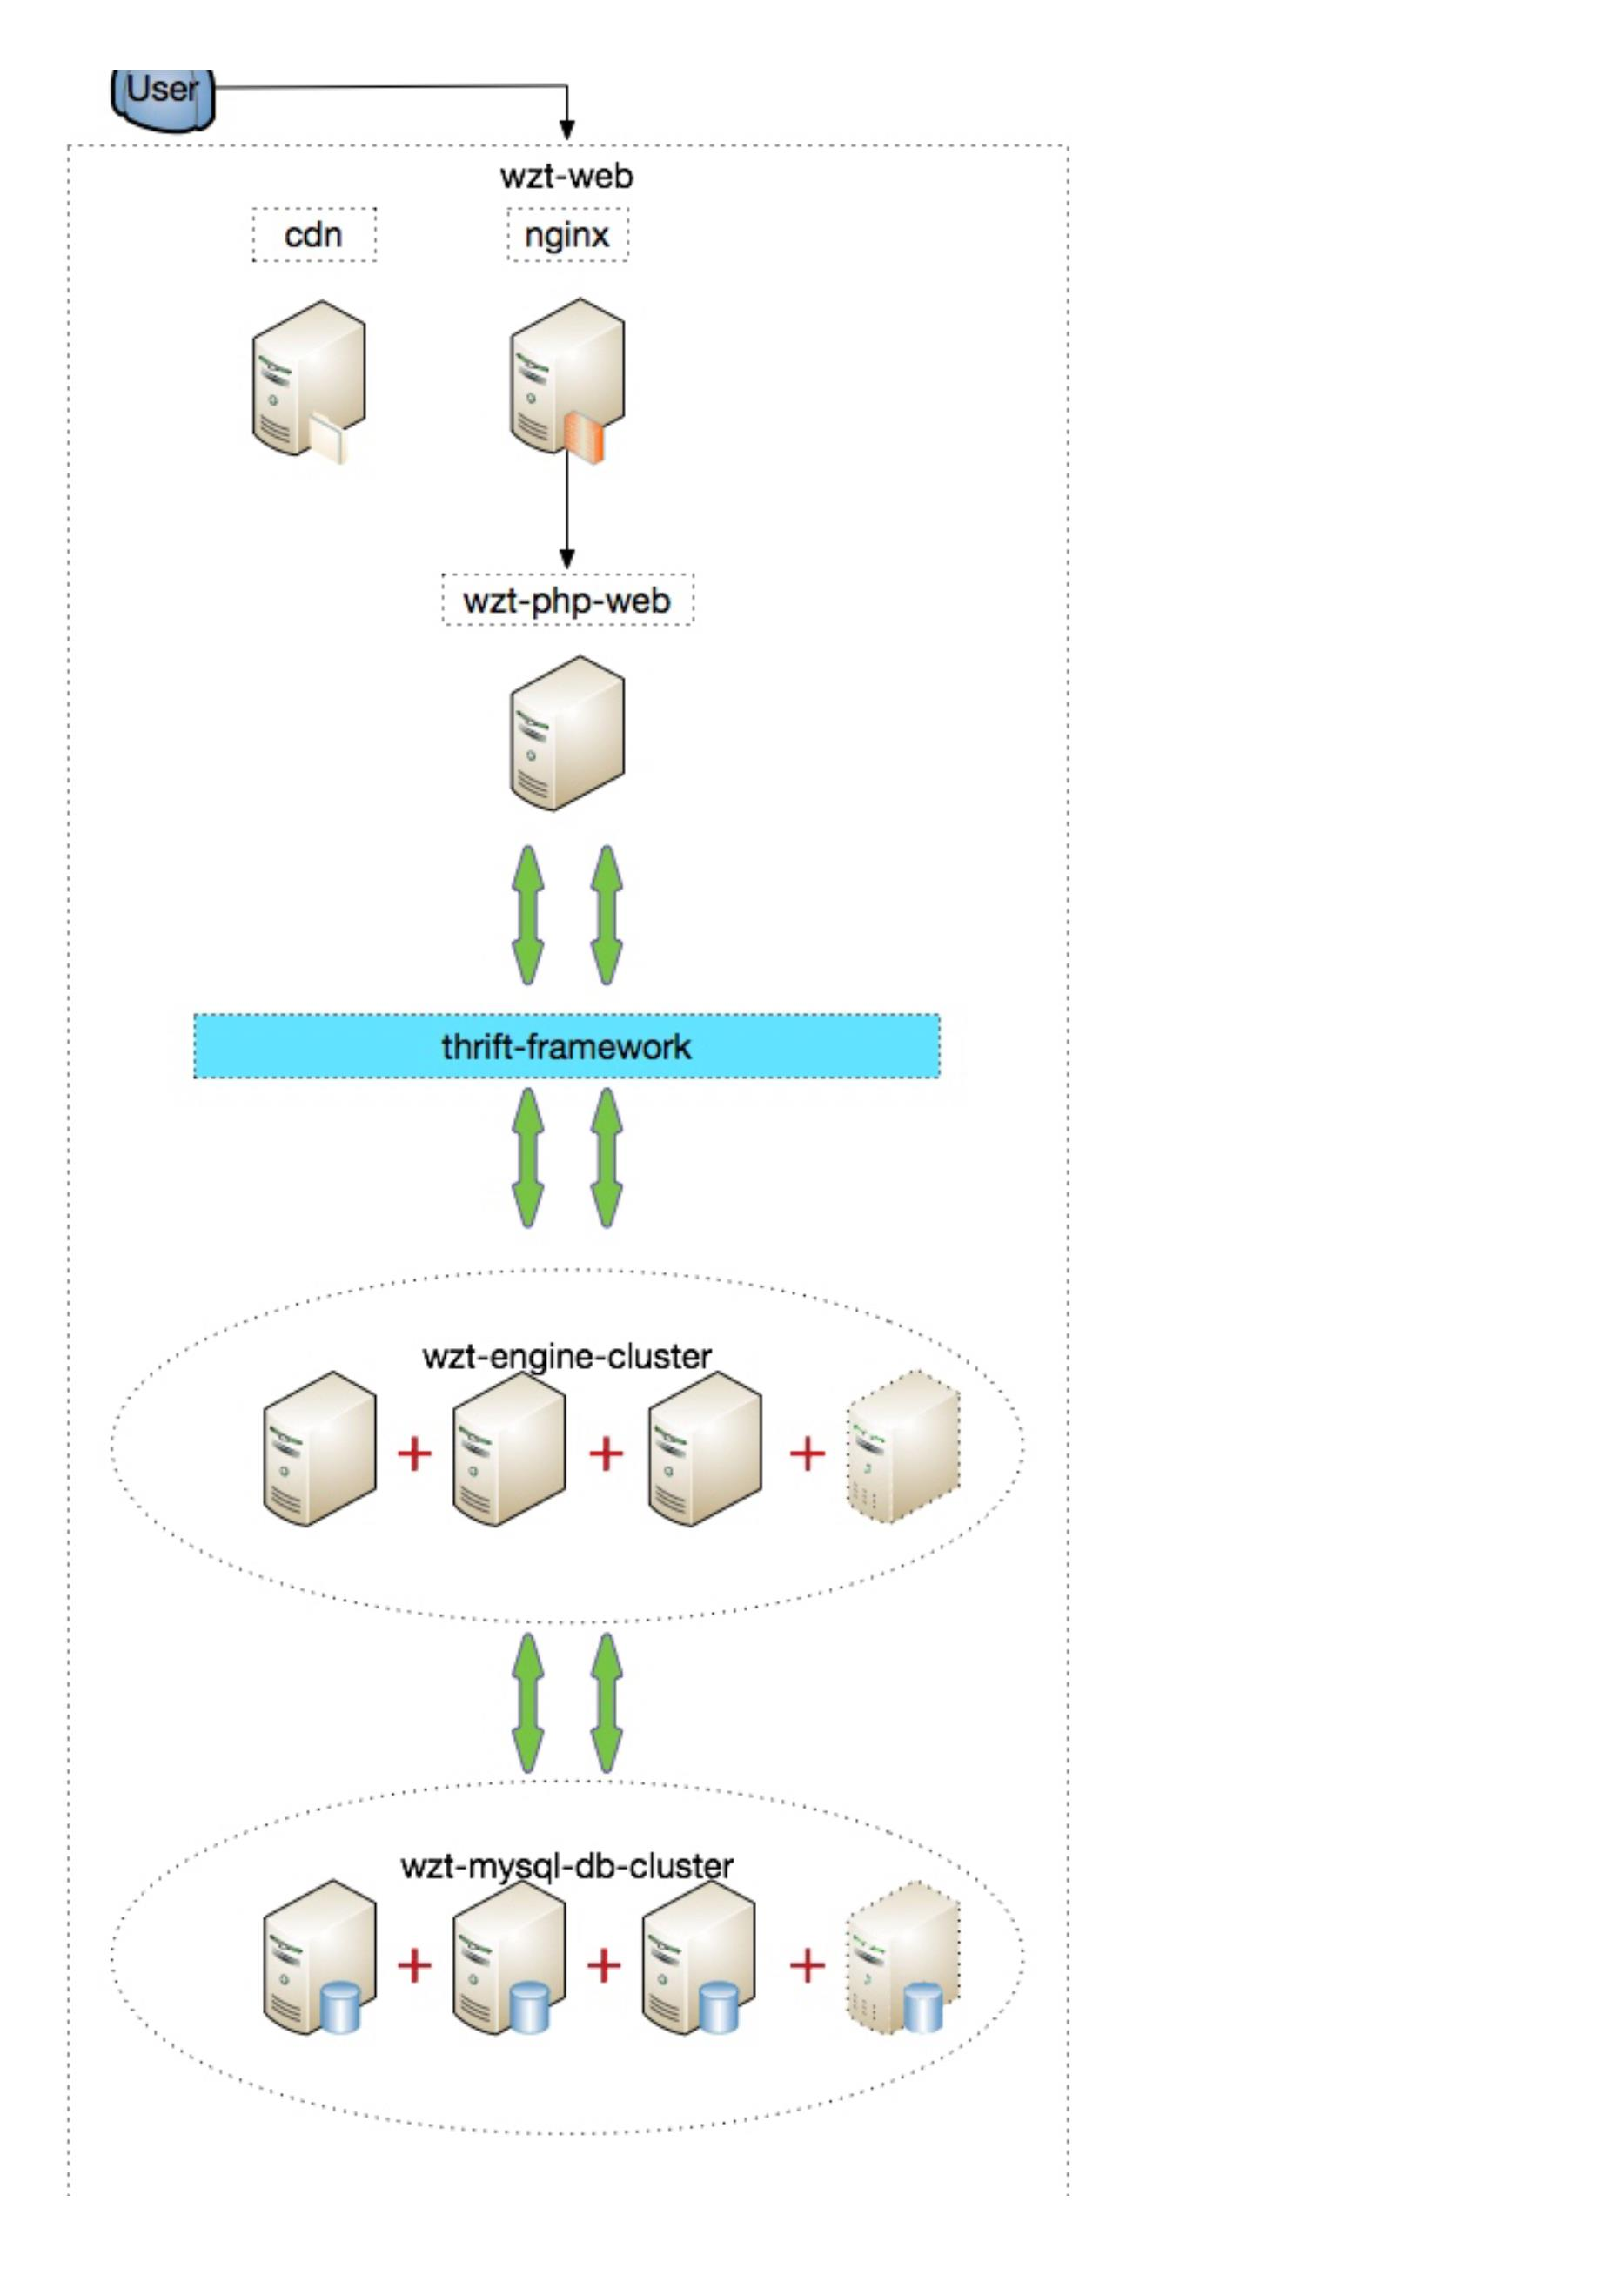 User
wzt-web
cdn
nginx
wzt-php-web
thrift-framework
wzt-engine-cluster
wzt-mysql-db-cluster